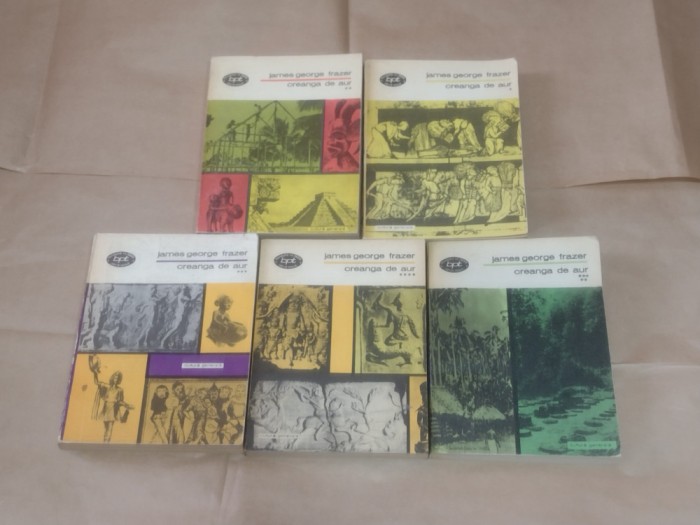 bpt
james george frazer
creanga de aur
**
bpt
james george frazer
creanga de aur
*
bpt
james george frazer
creanga de aur
***
bpt
james george frazer
creanga de aur
****
bpt
james george frazer
creanga de aur
***
**